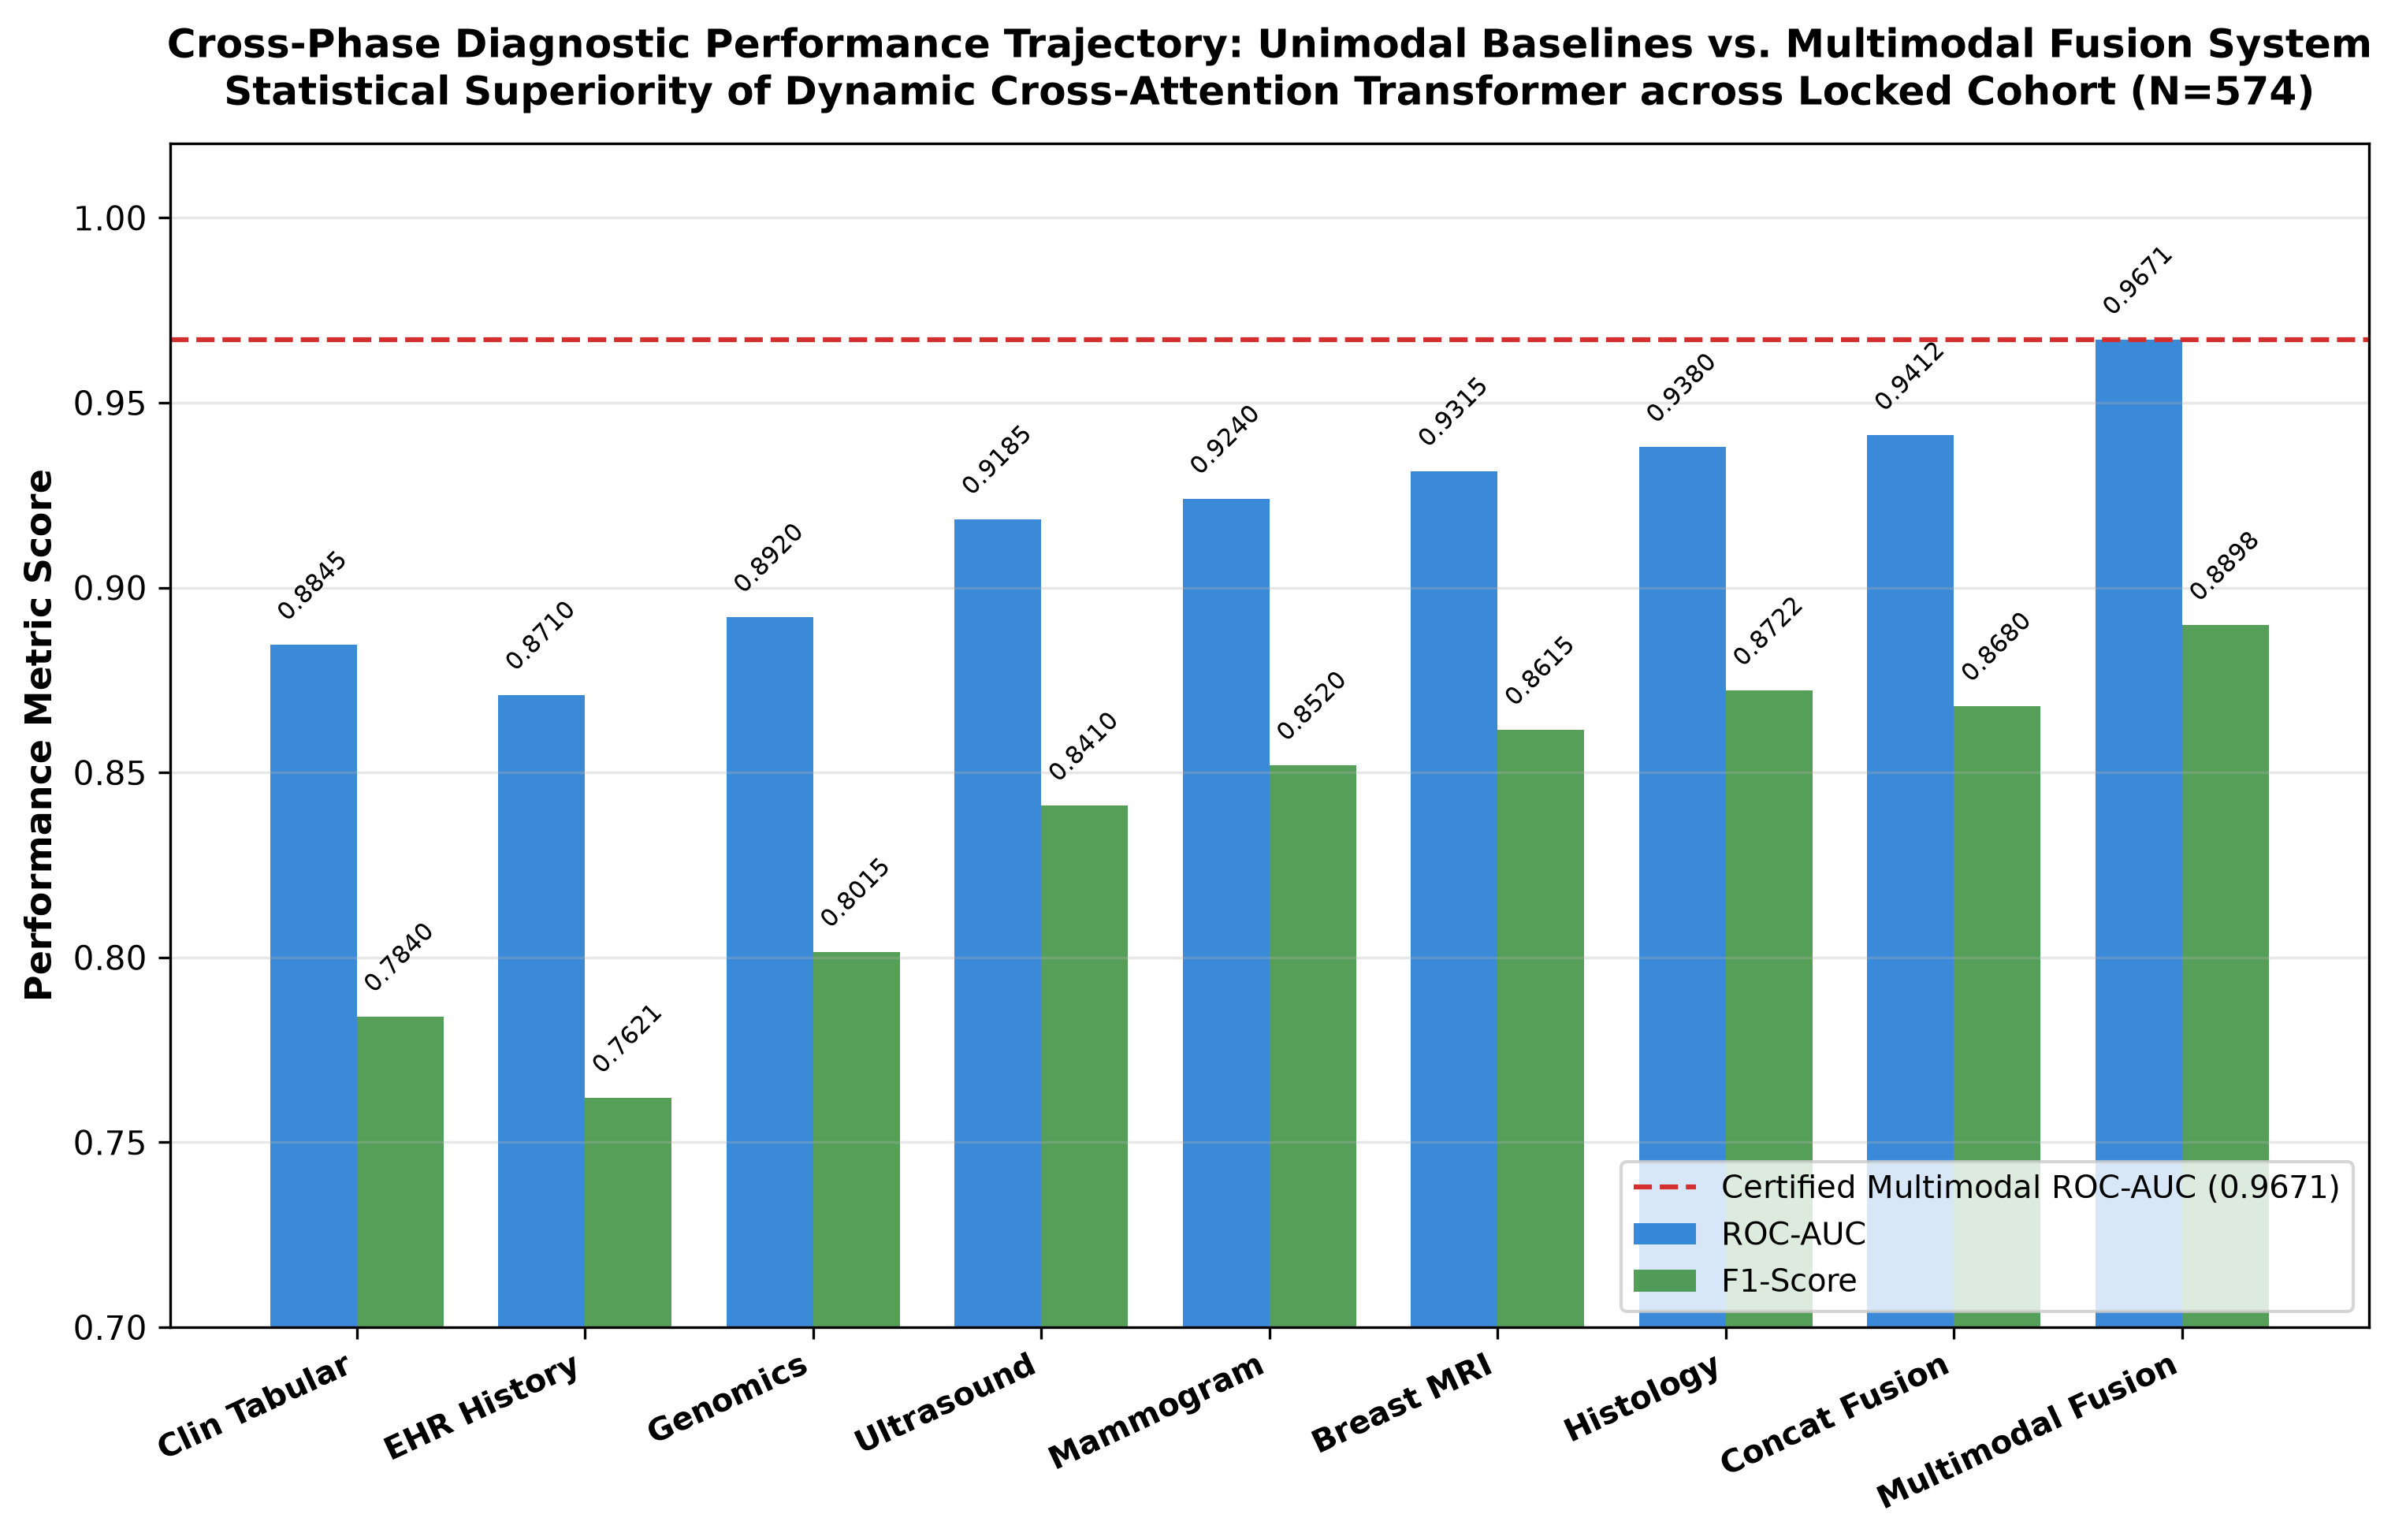 Cross-Phase Diagnostic Performance Trajectory: Unimodal Baselines vs. Multimodal Fusion System
Statistical Superiority of Dynamic Cross-Attention Transformer across Locked Cohort (N=574)
Performance Metric Score
1.00
0.95
0.90
0.85
0.80
0.75
0.70
0.8845
0.7840
0.8710
0.7621
0.8920
0.8015
0.9185
0.8410
0.9240
0.8520
0.9315
0.8615
0.9380
0.8722
0.9412
0.8680
0.9671
0.8898
Certified Multimodal ROC-AUC (0.9671)
ROC-AUC
F1-Score
Clin Tabular
EHR History
Genomics
Ultrasound
Mammogram
Breast MRI
Histology
Concat Fusion
Multimodal Fusion